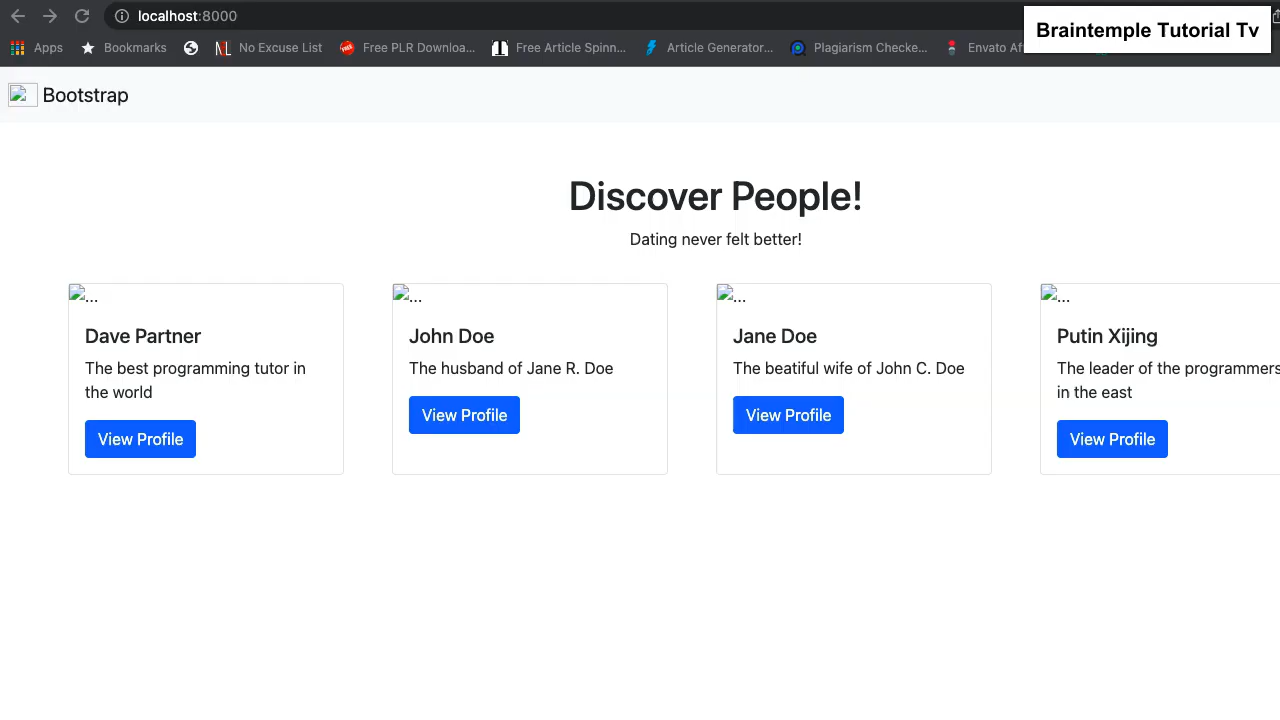 localhost:8000
Braintemple Tutorial Tv
Apps Bookmarks No Excuse List Free PLR Downloa... Free Article Spinn... Article Generator... Plagiarism Checke... Envato
Bootstrap
Discover People!
Dating never felt better!
...
Dave Partner
The best programming tutor in
the world
View Profile
...
John Doe
The husband of Jane R. Doe
View Profile
...
Jane Doe
The beatiful wife of John C. Doe
View Profile
...
Putin Xijing
The leader of the programmers
in the east
View Profile